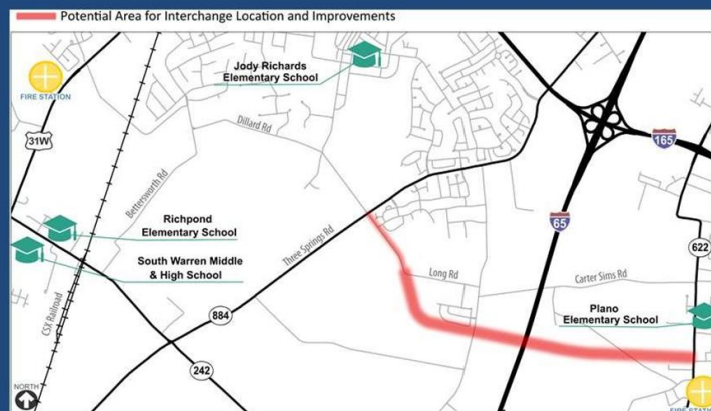 Potential Area for Interchange Location and Improvements
Jody Richards
Elementary School
FIRE STATION
31W
Dillard Rd
165
Bettersworth Rd
Richpond
Elementary School
65
622
Three Springs Rd
South Warren Middle
& High School
Long Rd
Carter Sims Rd
CSX Railroad
Plano
Elementary School
884
242
NORTH
FIRE STATI